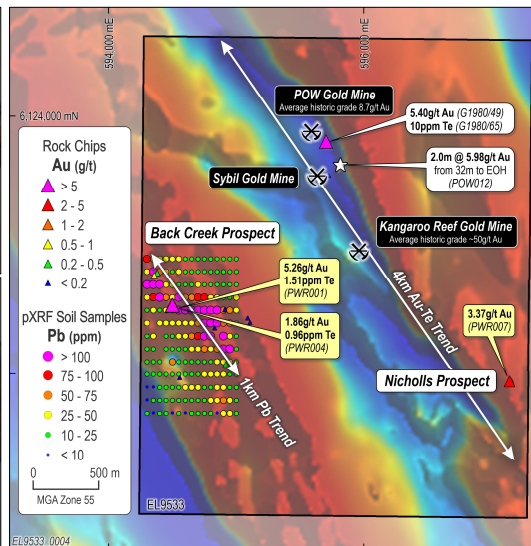 594,000 mE
596,000 mE
6,124,000 mN
POW Gold Mine
Average historic grade 8.7g/t Au
5.40g/t Au (G1980/49)
10ppm Te (G1980/65)
2.0m @ 5.98g/t Au
from 32m to EOH
(POW012)
Sybil Gold Mine
Kangaroo Reef Gold Mine
Average historic grade ~50g/t Au
Back Creek Prospect
5.26g/t Au
1.51ppm Te
(PWR001)
1.86g/t Au
0.96ppm Te
(PWR004)
4km Au-Te Trend
3.37g/t Au
(PWR007)
Nicholls Prospect
1km Pb Trend
Rock Chips
Au (g/t)
> 5
2 - 5
1 - 2
0.5 - 1
0.2 - 0.5
< 0.2
pXRF Soil Samples
Pb (ppm)
> 100
75 - 100
50 - 75
25 - 50
10 - 25
< 10
0 500 m
MGA Zone 55
EL9533
EL9533_0004